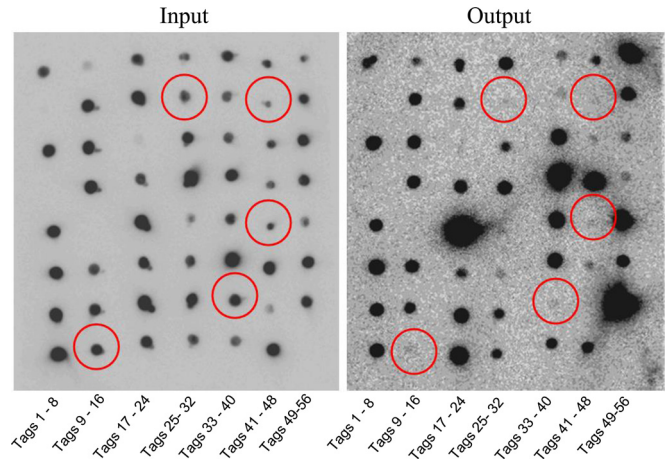 Input
Output
Tags 1 - 8
Tags 9 - 16
Tags 17 - 24
Tags 25- 32
Tags 33 - 40
Tags 41 - 48
Tags 49-56
Tags 1 - 8
Tags 9 - 16
Tags 17 - 24
Tags 25- 32
Tags 33 - 40
Tags 41 - 48
Tags 49-56